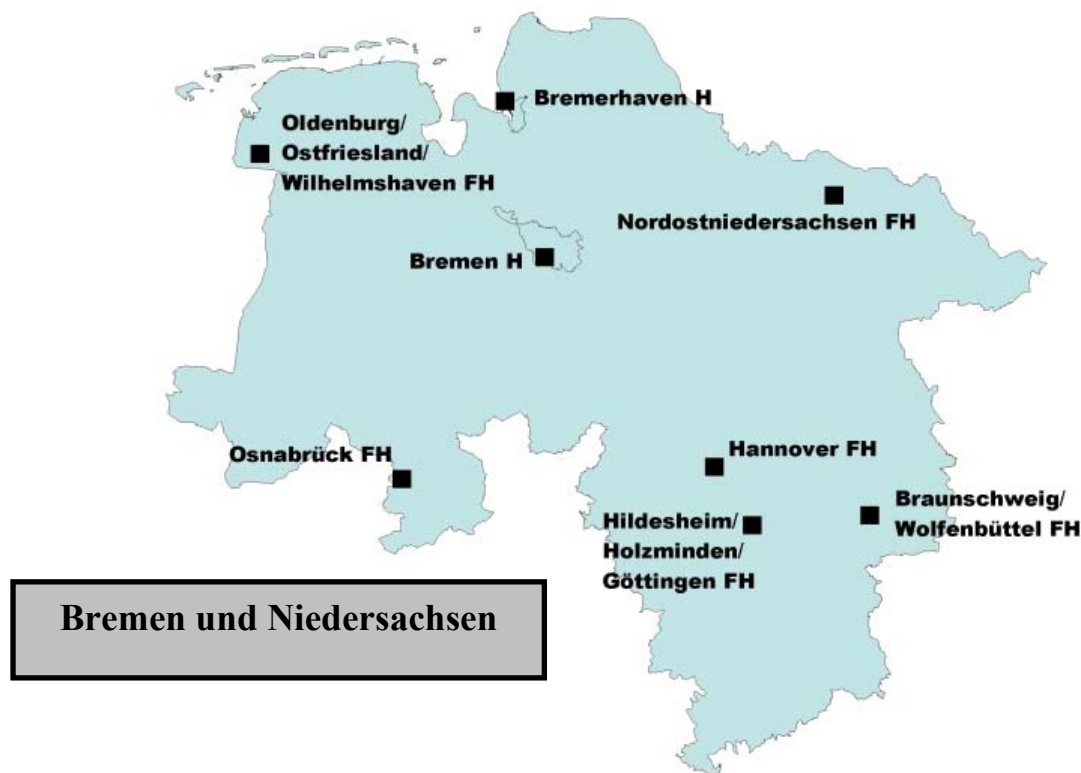 Bremerhaven H
Oldenburg/
Ostfriesland/
Wilhelmshaven FH
Nordostniedersachsen FH
Bremen H
Osnabrück FH
Hannover FH
Braunschweig/
Wolfenbüttel FH
Hildesheim/
Holzminden/
Göttingen FH
Bremen und Niedersachsen